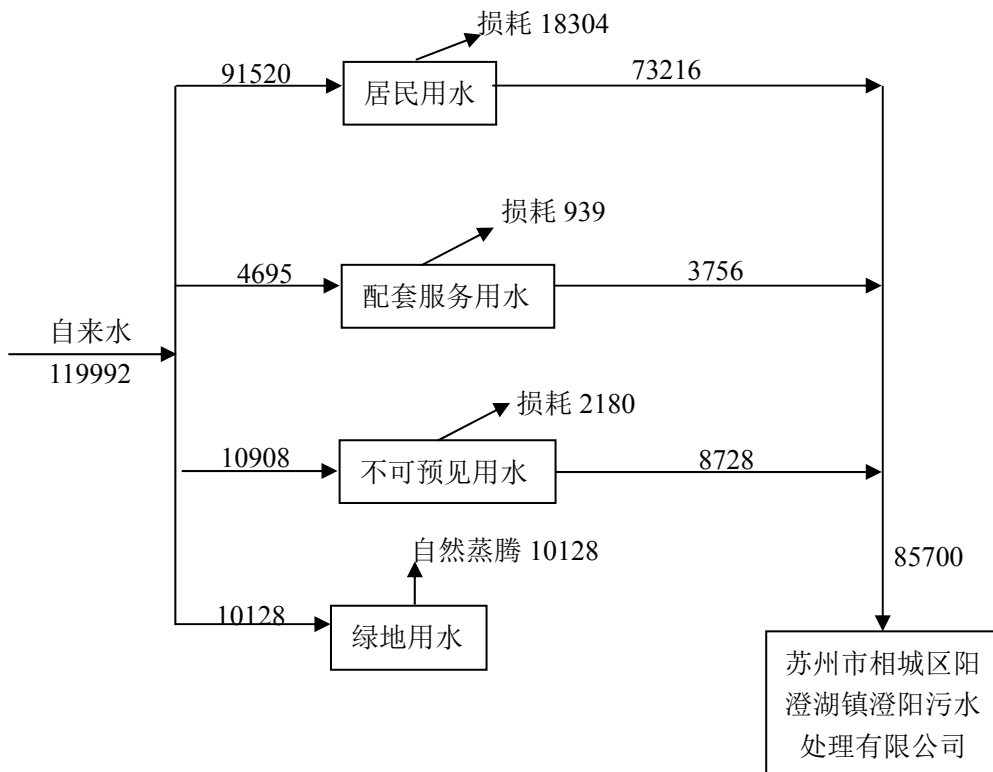 损耗 18304
91520
居民用水
73216
损耗 939
4695
配套服务用水
3756
自来水
119992
损耗 2180
10908
不可预见用水
8728
自然蒸腾 10128
85700
10128
绿地用水
苏州市相城区阳
澄湖镇澄阳污水
处理有限公司